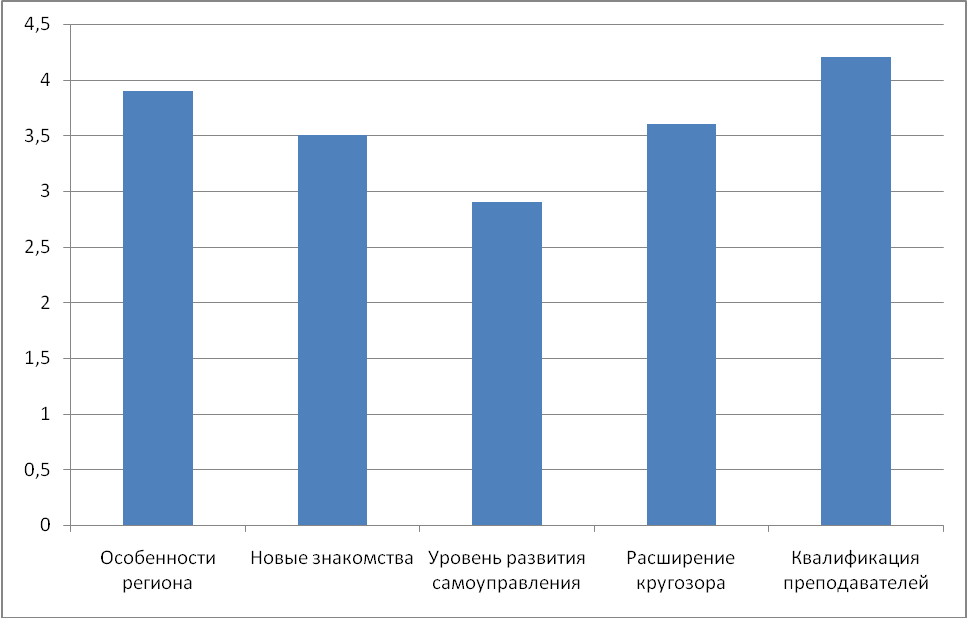 4,5
4
3,5
3
2,5
2
1,5
1
0,5
0
Особенности
региона
Новые знакомства
Уровень развития
самоуправления
Расширение
кругозора
Квалификация
преподавателей